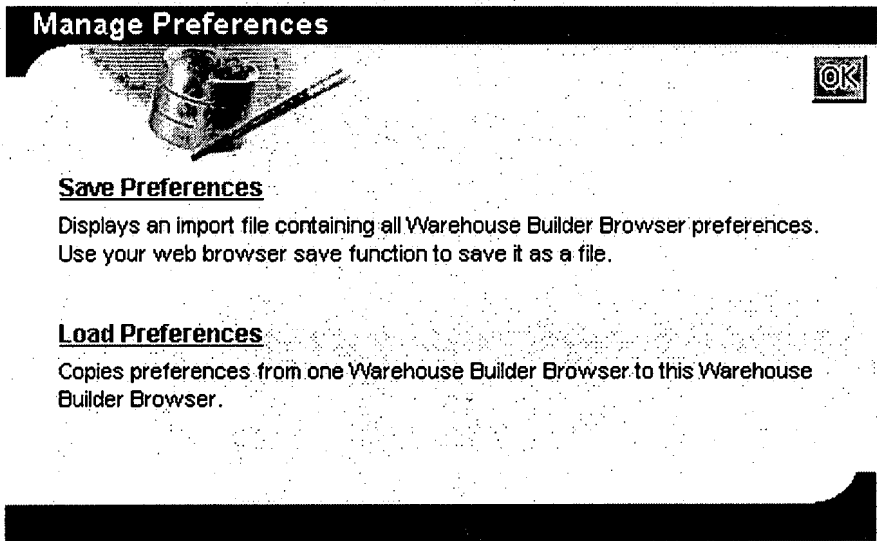 Manage Preferences
OK
Save Preferences
Displays an import file containing all Warehouse Builder Browser preferences.
Use your web browser save function to save it as a file.
Load Preferences
Copies preferences from one Warehouse Builder Browser to this Warehouse
Builder Browser.